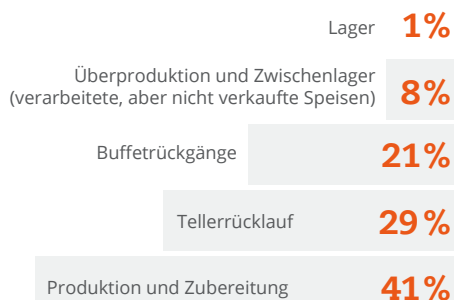 Lager 1%
Überproduktion und Zwischenlager
(verarbeitete, aber nicht verkaufte Speisen) 8%
Buffetrückgänge 21%
Tellerrücklauf 29%
Produktion und Zubereitung 41%